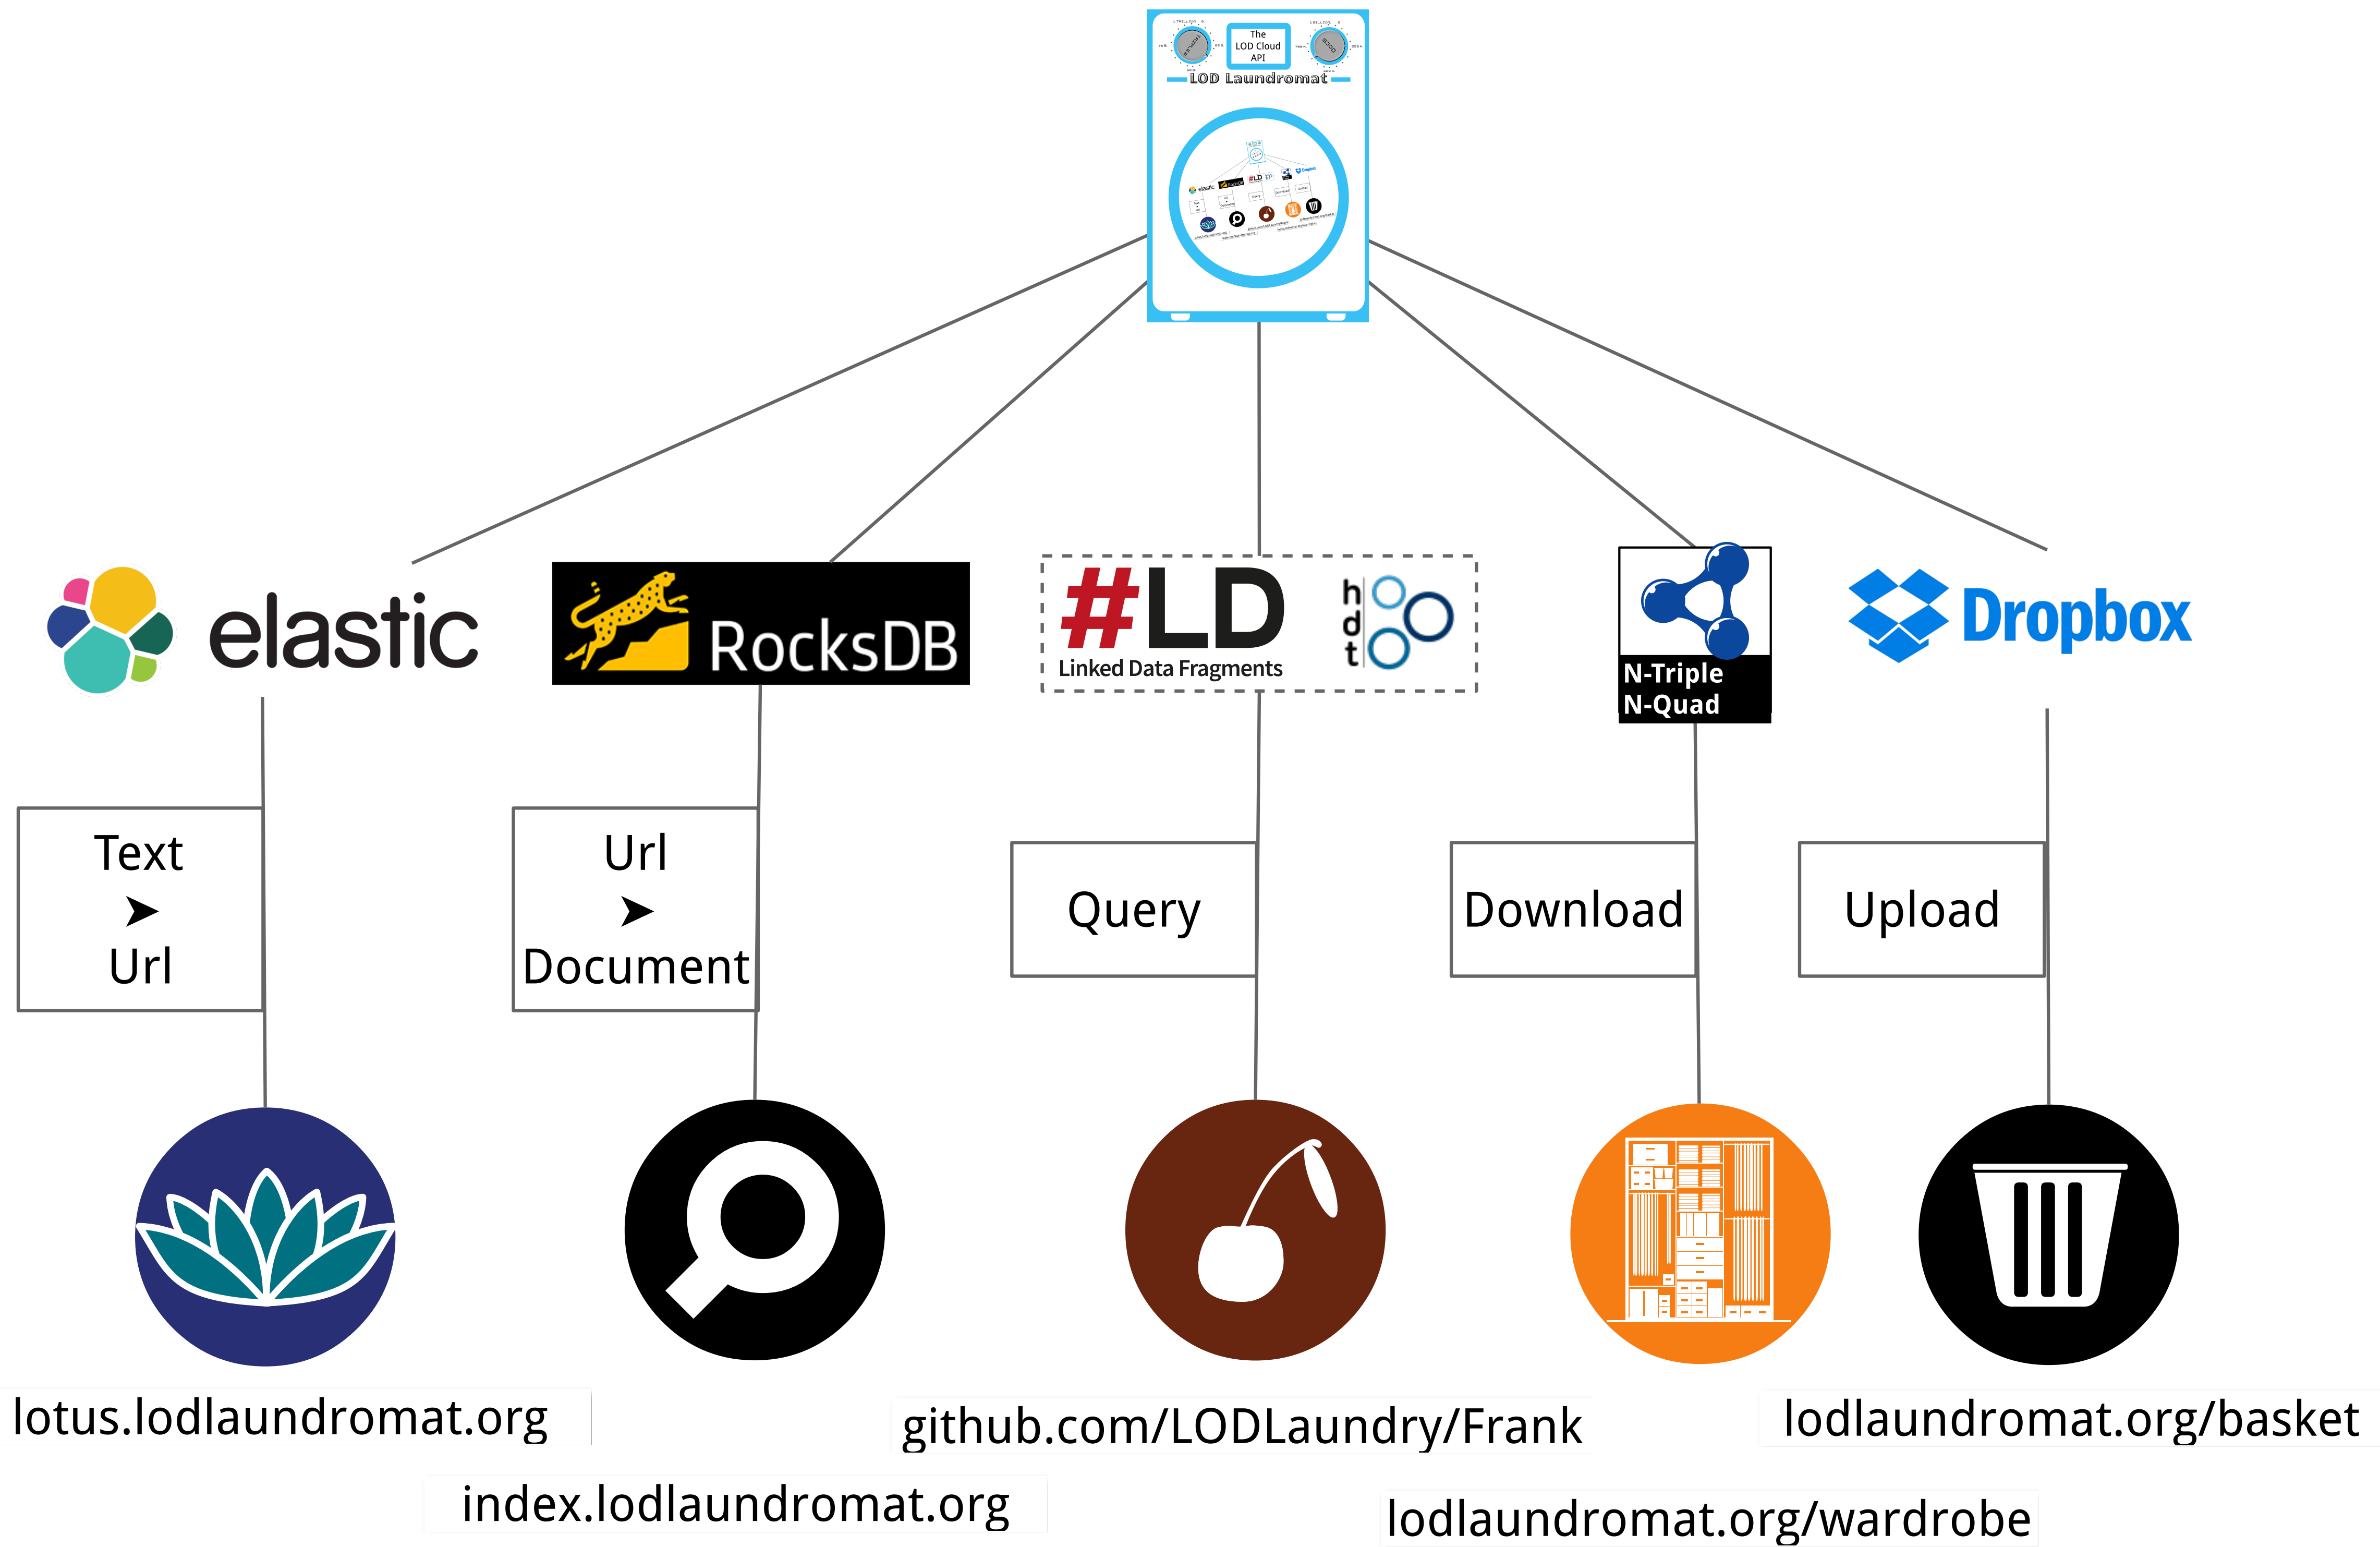 The
LOD Cloud
API
LOD Laundromat
elastic
RocksDB
#LD
Linked Data Fragments
hdt
N-Triple
N-Quad
Dropbox
Text
➤
Url
Url
➤
Document
Query
Download
Upload
lotus.lodlaundromat.org
index.lodlaundromat.org
github.com/LODLaundry/Frank
lodlaundromat.org/wardrobe
lodlaundromat.org/basket